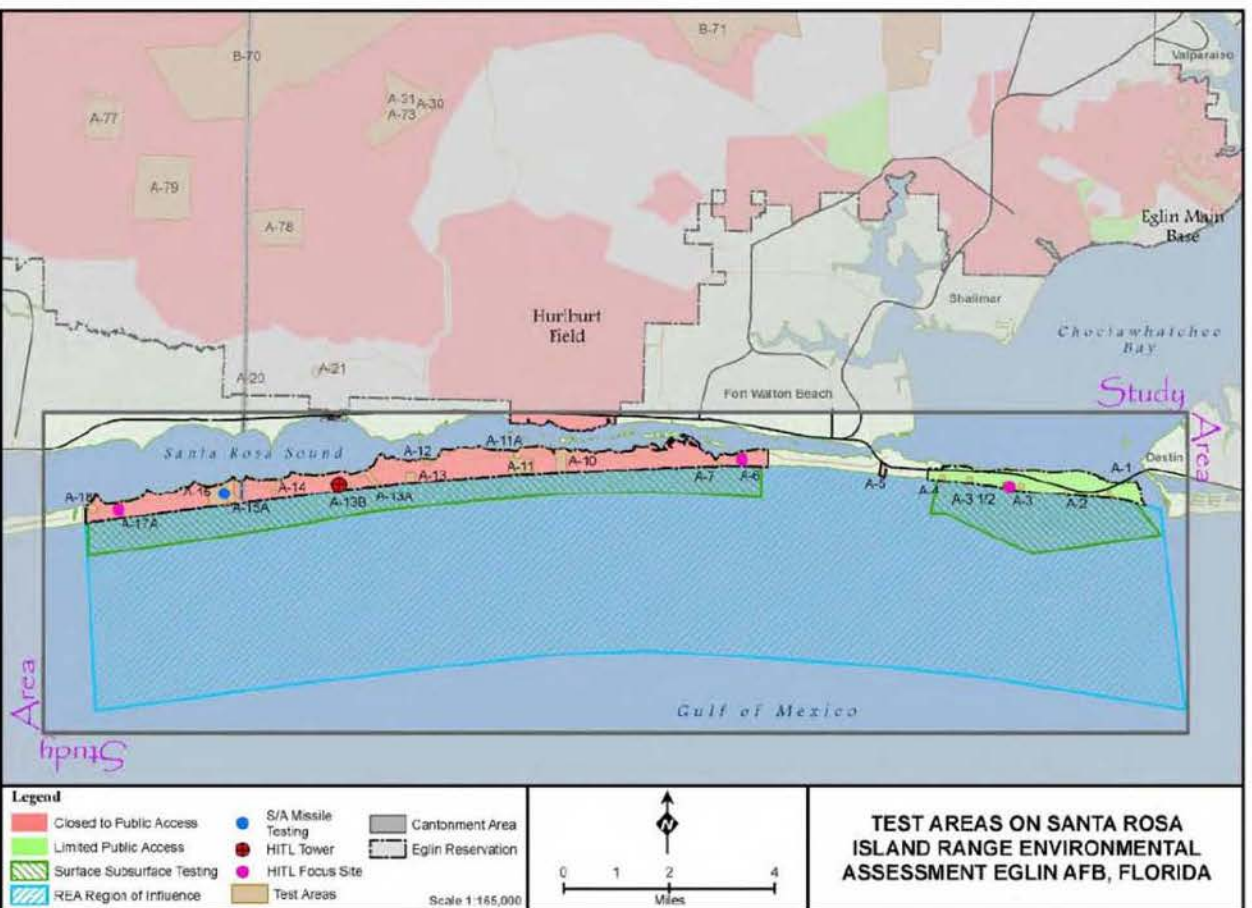 B-70
B-71
Valparaiso
A-77
A-31
A-30
A-73
A-79
A-78
Eglin Main
Base
Hurlburt
Field
Shalimar
Choctawhatchee
Bay
A-20
A-21
Fort Walton Beach
Study
Area
Santa Rosa Sound
A-12
A-11A
A-11
A-10
A-13
A-14
A-13A
A-13B
A-15A
A-17A
A-18
A-7
A-6
A-5
A-4
A-3 1/2
A-3
A-2
A-1
Destin
Gulf of Mexico
Study
Area
Legend
Closed to Public Access
Limited Public Access
Surface Subsurface Testing
REA Region of Influence
S/A Missile
Testing
HITL Tower
HITL Focus Site
Test Areas
Cantonment Area
Eglin Reservation
Scale 1:165,000
N
0 1 2 4
Miles
TEST AREAS ON SANTA ROSA
ISLAND RANGE ENVIRONMENTAL
ASSESSMENT EGLIN AFB, FLORIDA